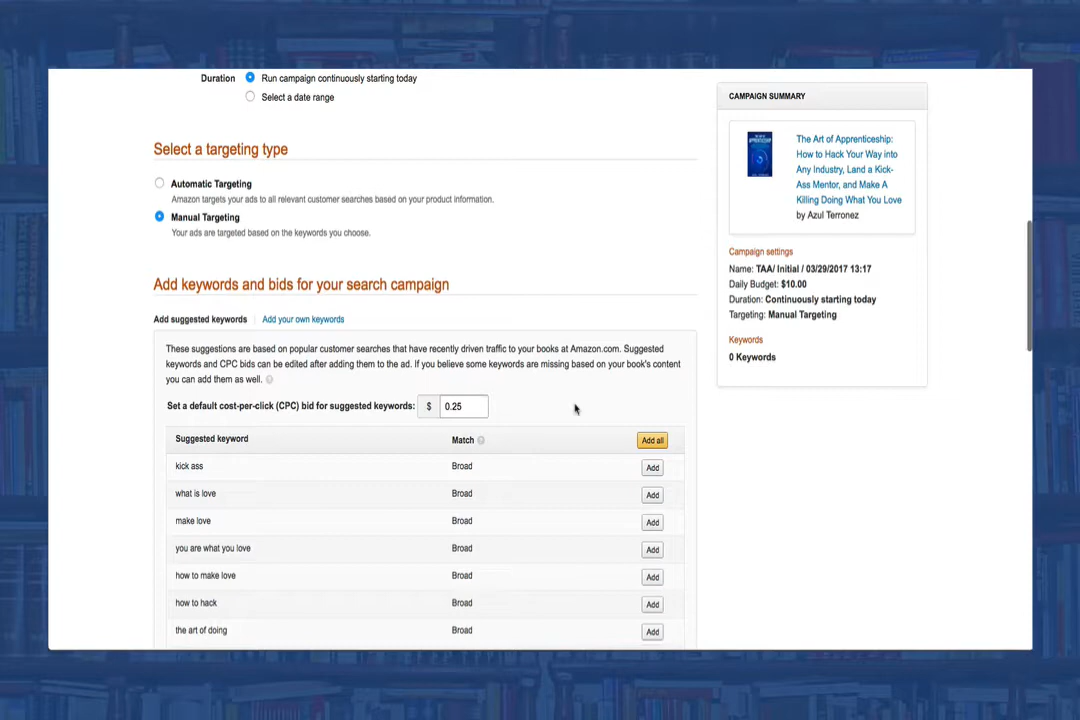 Duration Run campaign continuously starting today
Select a date range
Select a targeting type
Automatic Targeting
Amazon targets your ads to all relevant customer searches based on your product information.
Manual Targeting
Your ads are targeted based on the keywords you choose.
Add keywords and bids for your search campaign
Add suggested keywords | Add your own keywords
These suggestions are based on popular customer searches that have recently driven traffic to your books at Amazon.com. Suggested
keywords and CPC bids can be edited after adding them to the ad. If you believe some keywords are missing based on your book's content
you can add them as well.
Set a default cost-per-click (CPC) bid for suggested keywords: $ 0.25
Suggested keyword Match Add all
kick ass Broad Add
what is love Broad Add
make love Broad Add
you are what you love Broad Add
how to make love Broad Add
how to hack Broad Add
the art of doing Broad Add
CAMPAIGN SUMMARY
The Art of Apprenticeship:
How to Hack Your Way into
Any Industry, Land a Kick-
Ass Mentor, and Make A
Killing Doing What You Love
by Azul Terronez
Campaign settings
Name: TAA/ Initial / 03/29/2017 13:17
Daily Budget: $10.00
Duration: Continuously starting today
Targeting: Manual Targeting
Keywords
0 Keywords